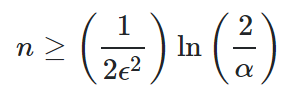 n ≥ (1/(2ϵ²)) ln (2/α)